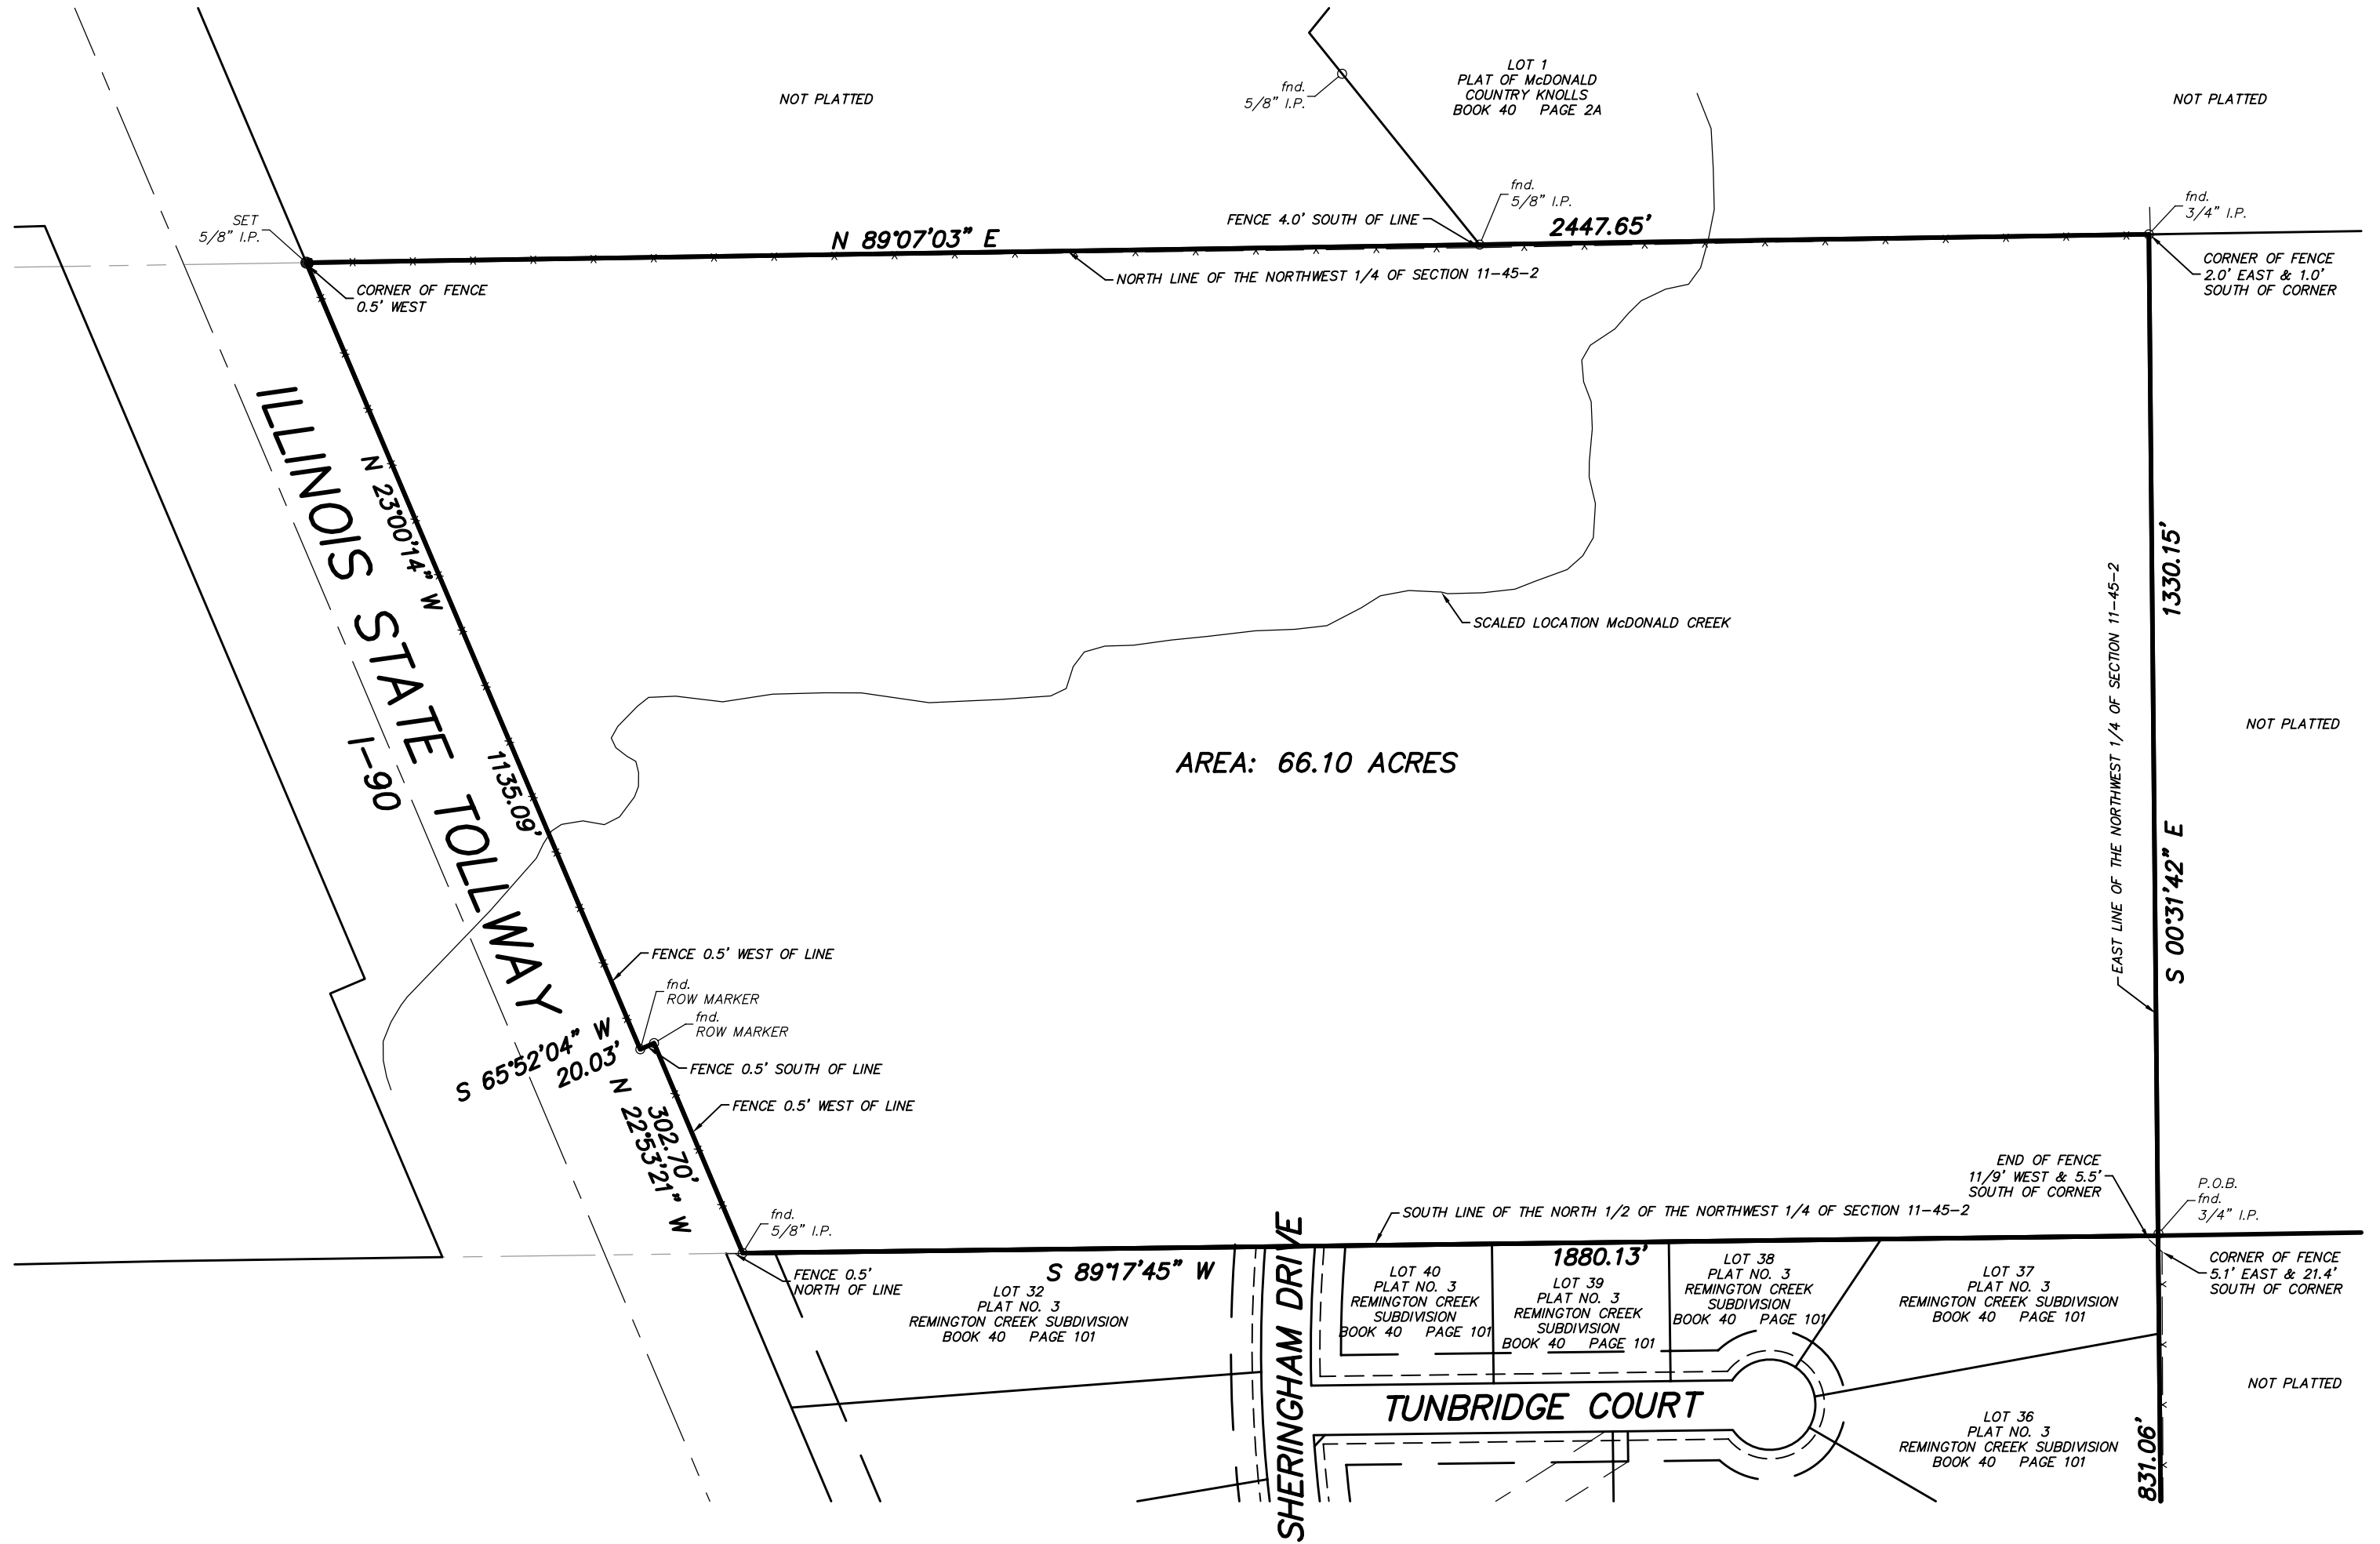 LOT 1
PLAT OF McDONALD
COUNTRY KNOLLS
BOOK 40 PAGE 2A
NOT PLATTED
NOT PLATTED
fnd.
5/8" I.P.
fnd.
5/8" I.P.
fnd.
3/4" I.P.
SET
5/8" I.P.
FENCE 4.0' SOUTH OF LINE
2447.65'
N 89°07'03" E
NORTH LINE OF THE NORTHWEST 1/4 OF SECTION 11-45-2
CORNER OF FENCE
2.0' EAST & 1.0'
SOUTH OF CORNER
CORNER OF FENCE
0.5' WEST
ILLINOIS STATE TOLLWAY
I-90
N 23°00'14" W
1135.09'
SCALED LOCATION McDONALD CREEK
1330.15'
EAST LINE OF THE NORTHWEST 1/4 OF SECTION 11-45-2
S 00°31'42" E
NOT PLATTED
AREA: 66.10 ACRES
FENCE 0.5' WEST OF LINE
fnd.
ROW MARKER
fnd.
ROW MARKER
S 65°52'04" W
20.03'
FENCE 0.5' SOUTH OF LINE
FENCE 0.5' WEST OF LINE
302.70'
N 22°53'21" W
END OF FENCE
11/9' WEST & 5.5'
SOUTH OF CORNER
P.O.B.
fnd.
3/4" I.P.
fnd.
5/8" I.P.
SOUTH LINE OF THE NORTH 1/2 OF THE NORTHWEST 1/4 OF SECTION 11-45-2
FENCE 0.5'
NORTH OF LINE
S 89°17'45" W
1880.13'
CORNER OF FENCE
5.1' EAST & 21.4'
SOUTH OF CORNER
LOT 32
PLAT NO. 3
REMINGTON CREEK SUBDIVISION
BOOK 40 PAGE 101
SHERINGHAM DRIVE
LOT 40
PLAT NO. 3
REMINGTON CREEK
SUBDIVISION
BOOK 40 PAGE 101
LOT 39
PLAT NO. 3
REMINGTON CREEK
SUBDIVISION
BOOK 40 PAGE 101
LOT 38
PLAT NO. 3
REMINGTON CREEK
SUBDIVISION
BOOK 40 PAGE 101
LOT 37
PLAT NO. 3
REMINGTON CREEK SUBDIVISION
BOOK 40 PAGE 101
TUNBRIDGE COURT
NOT PLATTED
LOT 36
PLAT NO. 3
REMINGTON CREEK SUBDIVISION
BOOK 40 PAGE 101
831.06'